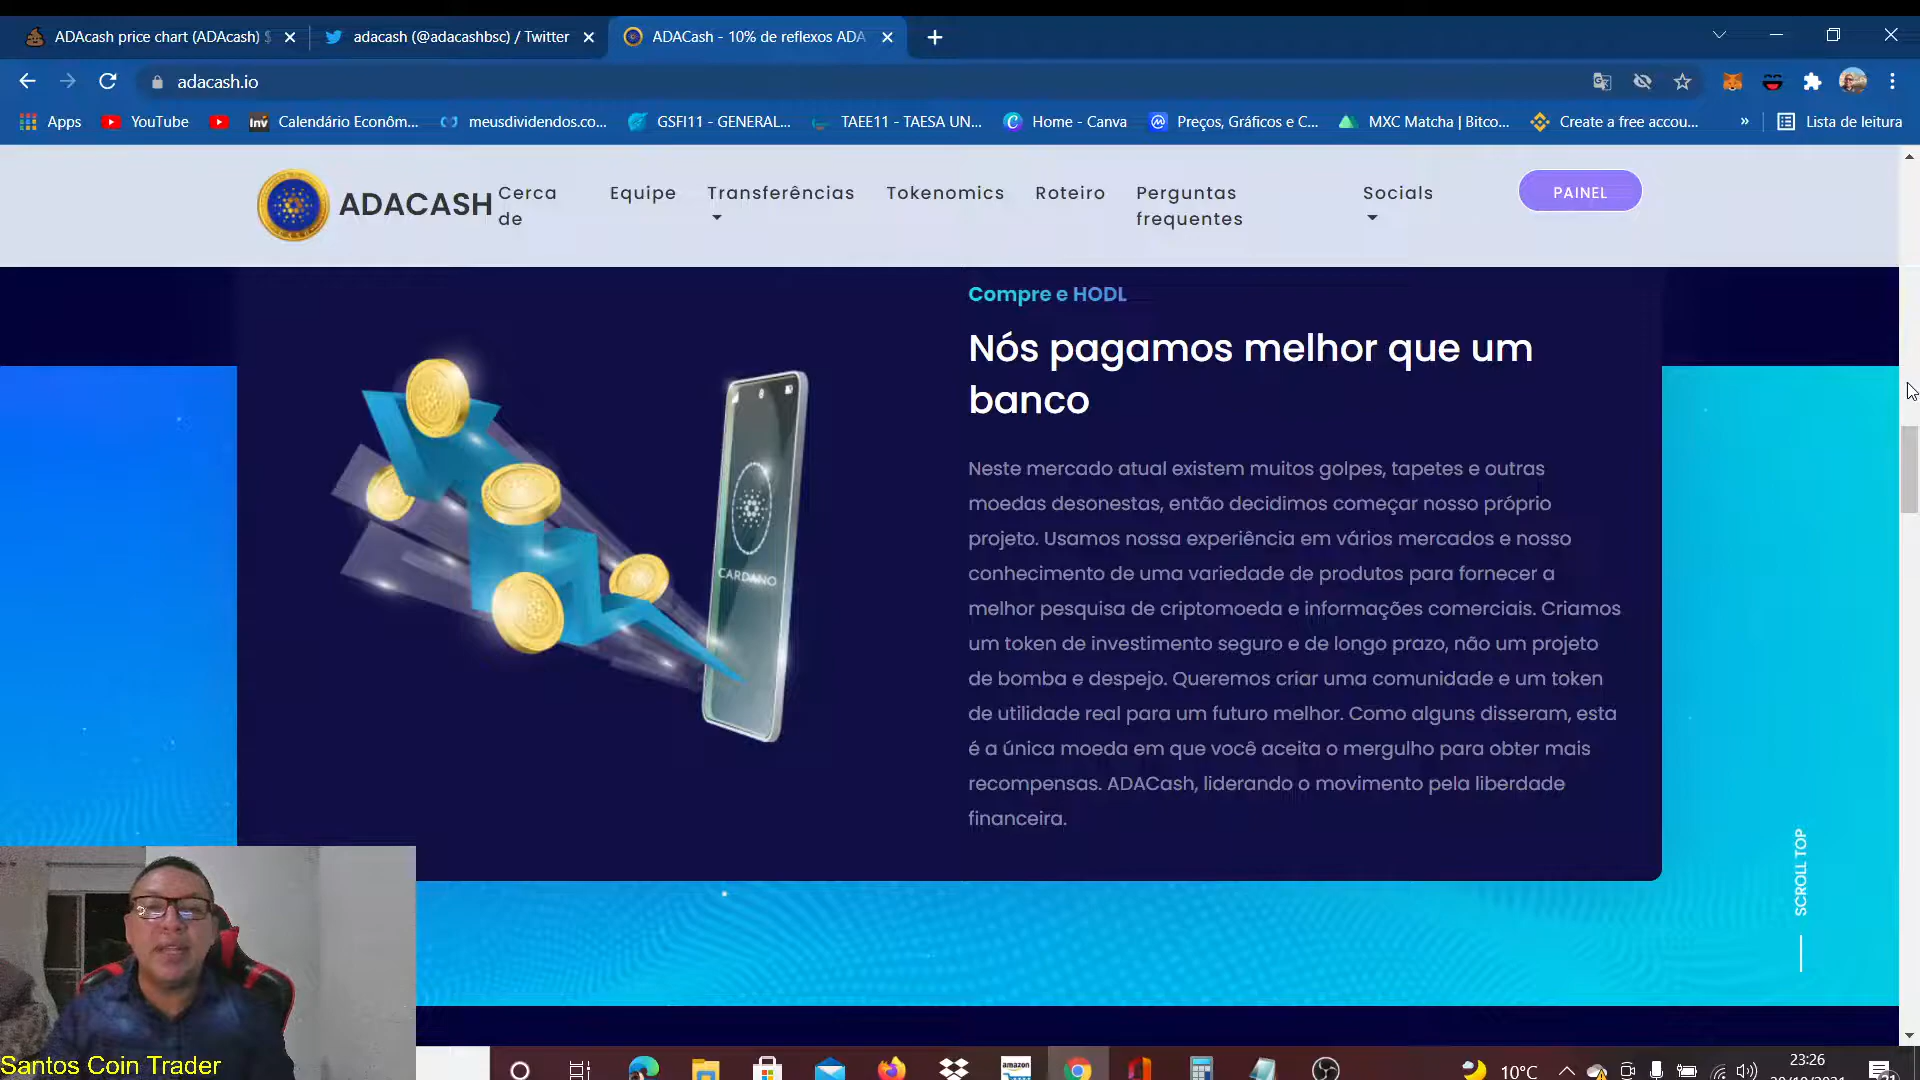 ADAcash price chart (ADAcash) $
adacash (@adacashbsc) / Twitter
ADACash - 10% de reflexos ADA
adacash.io
Apps
YouTube
Inv
Calendário Econôm...
meusdividendos.co...
GSFI11 - GENERAL...
TAEE11 - TAESA UN...
Home - Canva
Preços, Gráficos e C...
MXC Matcha | Bitco...
Create a free accou...
»
Lista de leitura
ADACASH
Cerca de
Equipe
Transferências
Tokenomics
Roteiro
Perguntas frequentes
Socials
PAINEL
Compre e HODL
Nós pagamos melhor que um
banco
Neste mercado atual existem muitos golpes, tapetes e outras
moedas desonestas, então decidimos começar nosso próprio
projeto. Usamos nossa experiência em vários mercados e nosso
conhecimento de uma variedade de produtos para fornecer a
melhor pesquisa de criptomoeda e informações comerciais. Criamos
um token de investimento seguro e de longo prazo, não um projeto
de bomba e despejo. Queremos criar uma comunidade e um token
de utilidade real para um futuro melhor. Como alguns disseram, esta
é a única moeda em que você aceita o mergulho para obter mais
recompensas. ADACash, liderando o movimento pela liberdade
financeira.
CARDANO
SCROLL TOP
Santos Coin Trader
amazon
10°C
23:26